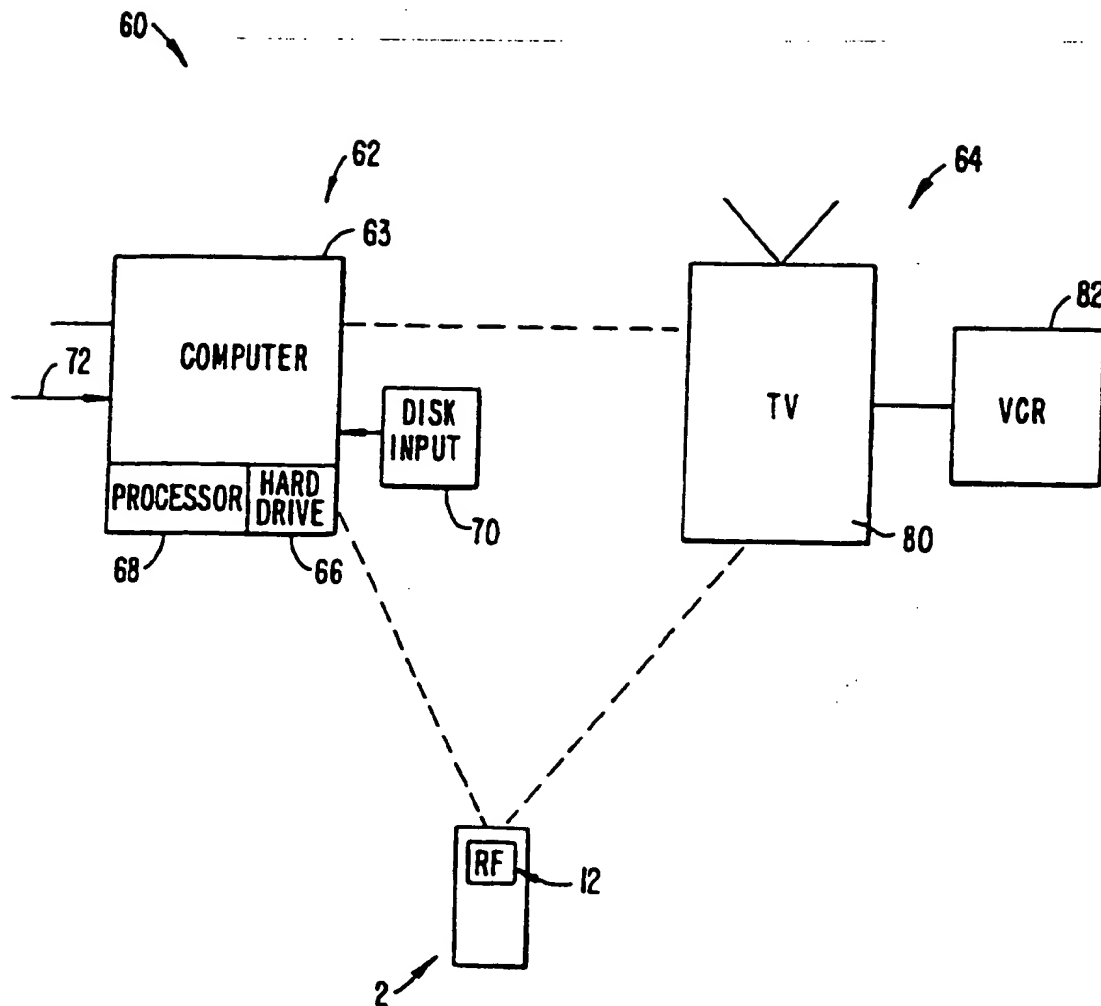 60
62
64
63
82
72
COMPUTER
DISK
INPUT
TV
VCR
PROCESSOR
HARD
DRIVE
70
80
68
66
RF
12
2